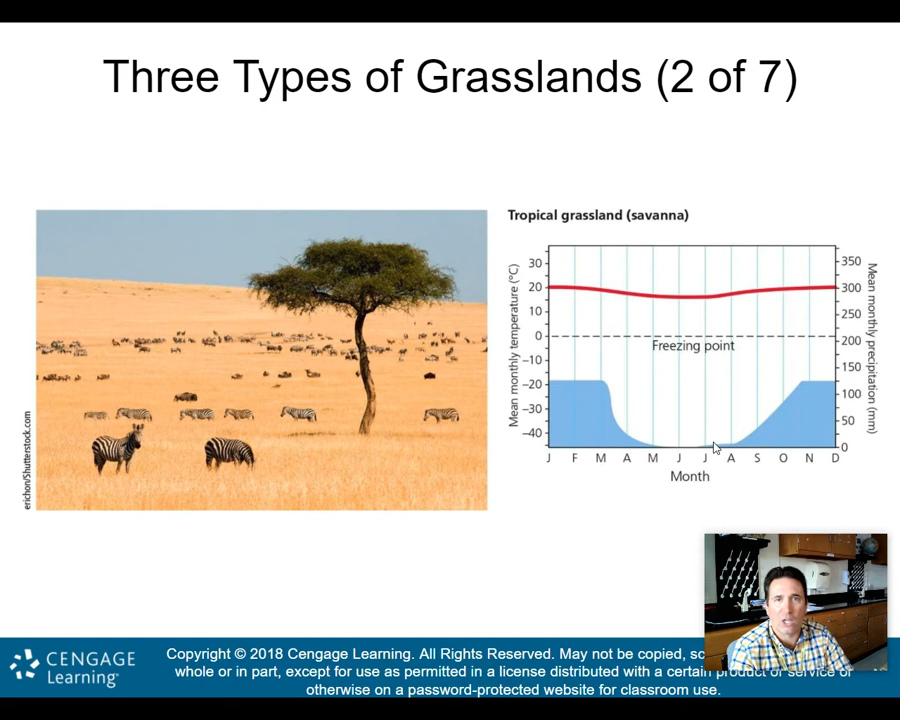 Three Types of Grasslands (2 of 7)
erichon/Shutterstock.com
Tropical grassland (savanna)
Mean monthly temperature (°C)
30
20
10
0
−10
−20
−30
−40
Freezing point
350
300
250
200
150
100
50
0
Mean monthly precipitation (mm)
J F M A M J J A S O N D
Month
CENGAGE
Learning™
Copyright © 2018 Cengage Learning. All Rights Reserved. May not be copied,
whole or in part, except for use as permitted in a license distributed with a certain product or service or
otherwise on a password-protected website for classroom use.